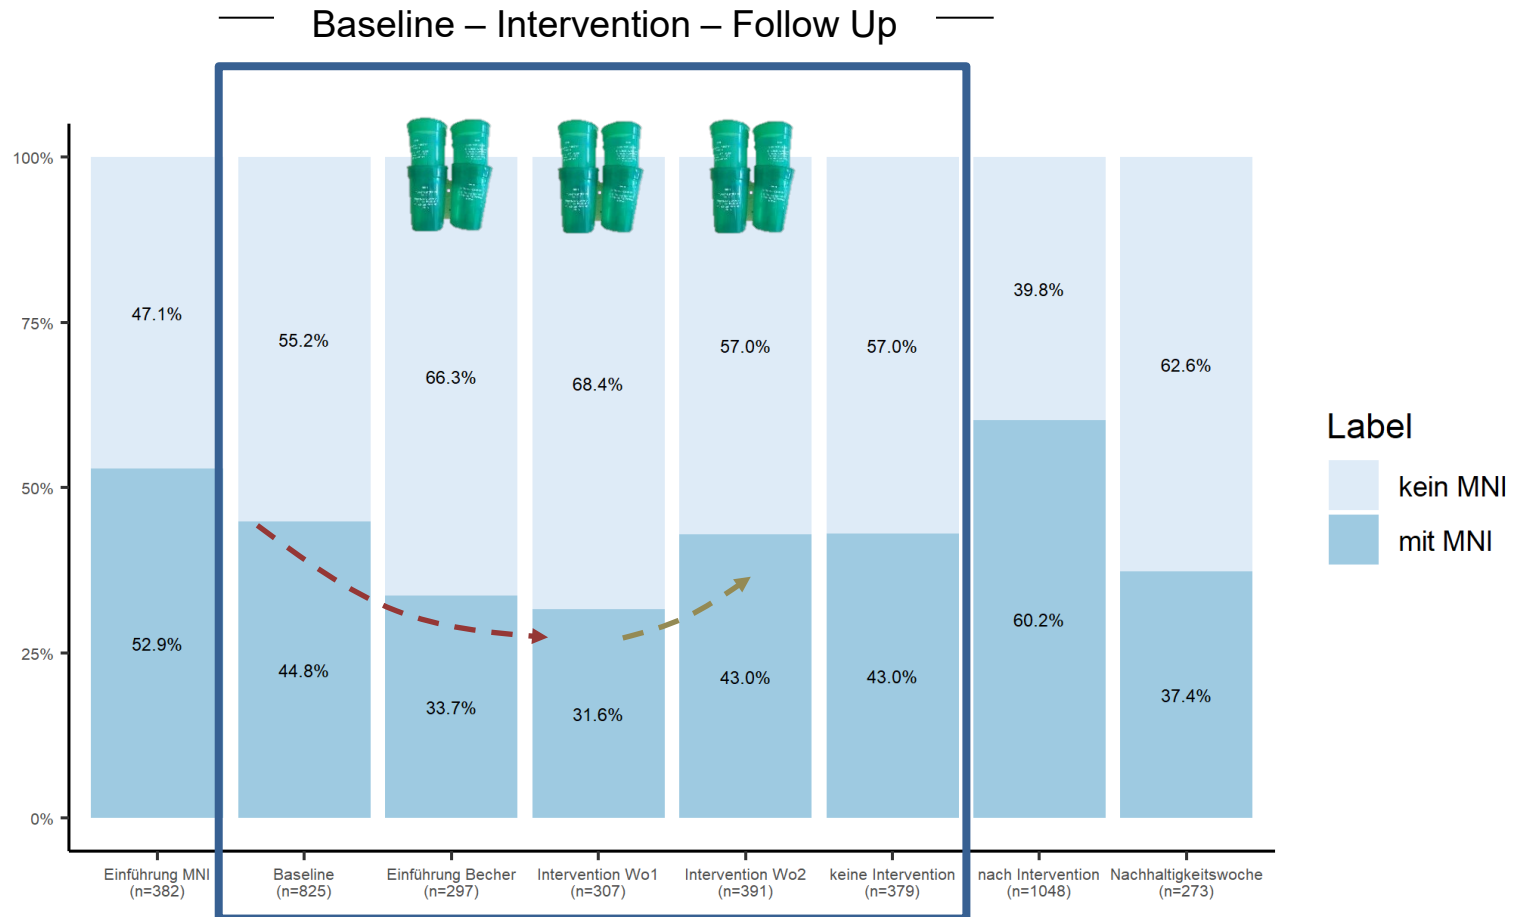 Baseline – Intervention – Follow Up
100%
75%
50%
25%
0%
47.1%
52.9%
55.2%
44.8%
66.3%
33.7%
68.4%
31.6%
57.0%
43.0%
57.0%
43.0%
39.8%
60.2%
62.6%
37.4%
Einführung MNI
(n=382)
Baseline
(n=825)
Einführung Becher
(n=297)
Intervention Wo1
(n=307)
Intervention Wo2
(n=391)
keine Intervention
(n=379)
nach Intervention
(n=1048)
Nachhaltigkeitswoche
(n=273)
Label
kein MNI
mit MNI